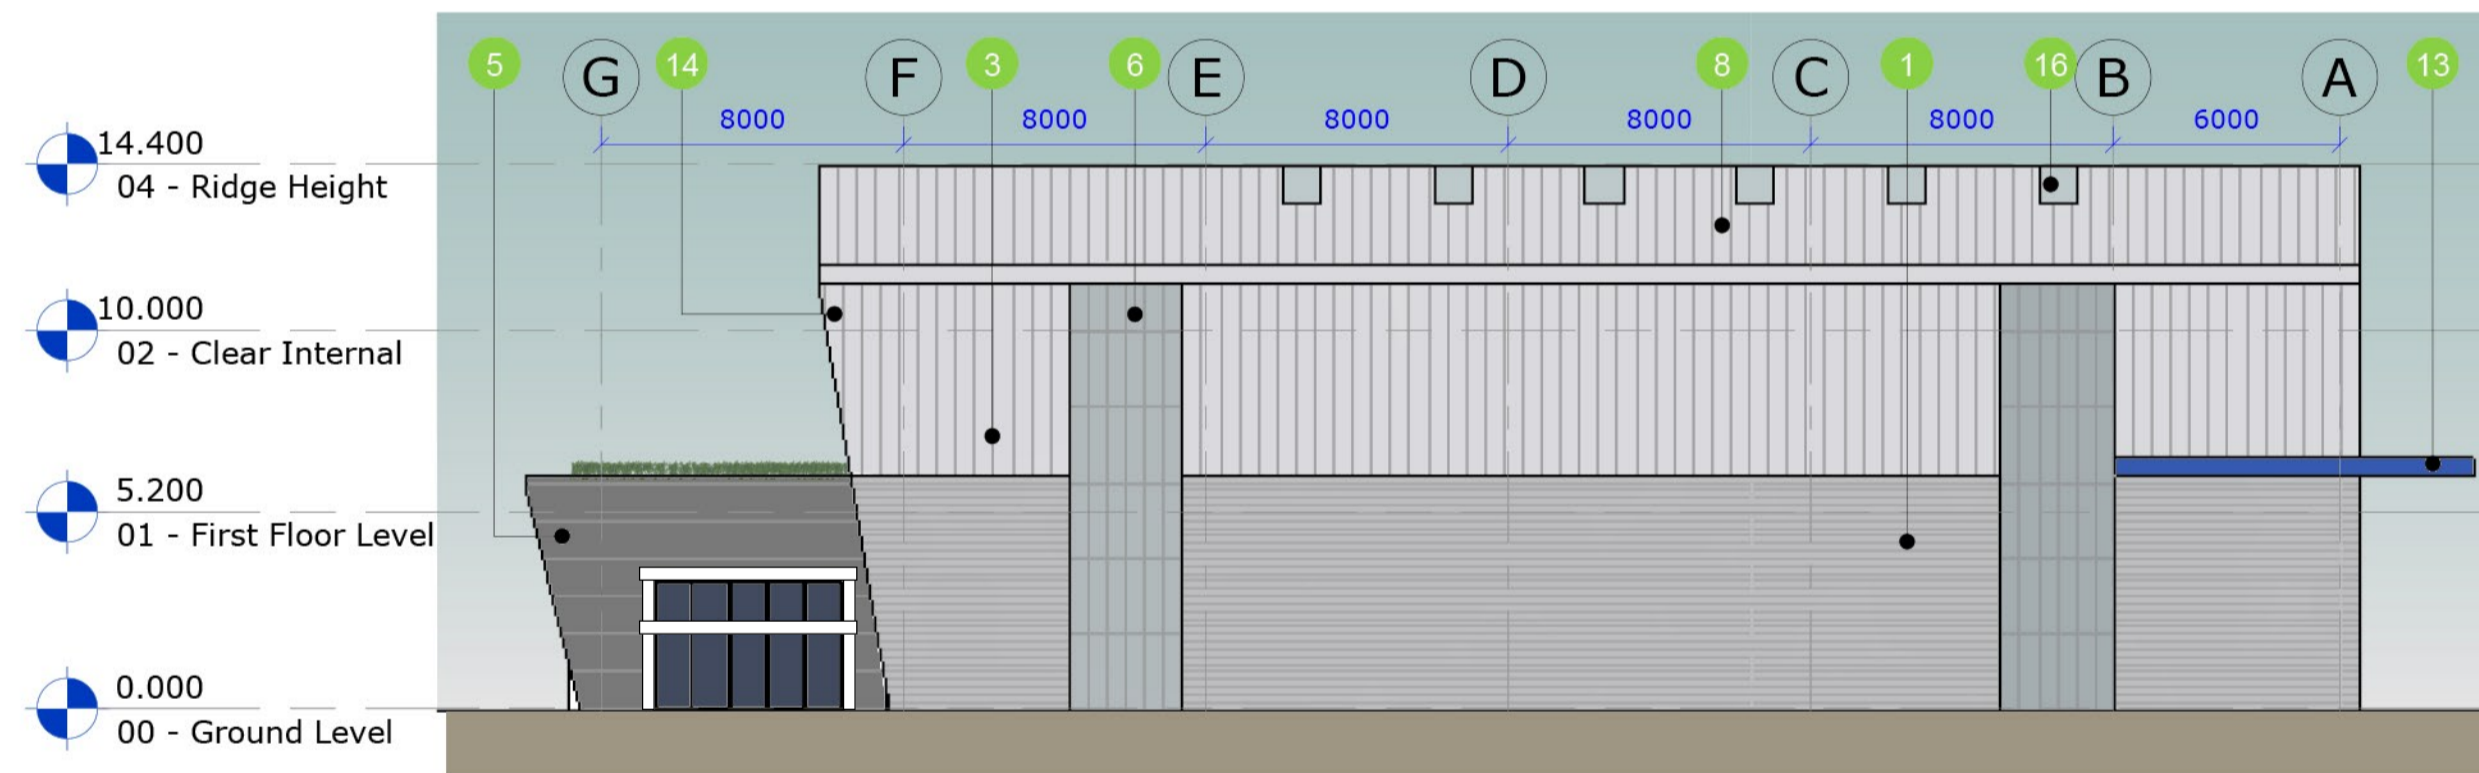 5 G 14 F 3 6 E D 8 C 1 16 B A 13
8000 8000 8000 8000 8000 6000
14.400
04 - Ridge Height
10.000
02 - Clear Internal
5.200
01 - First Floor Level
0.000
00 - Ground Level